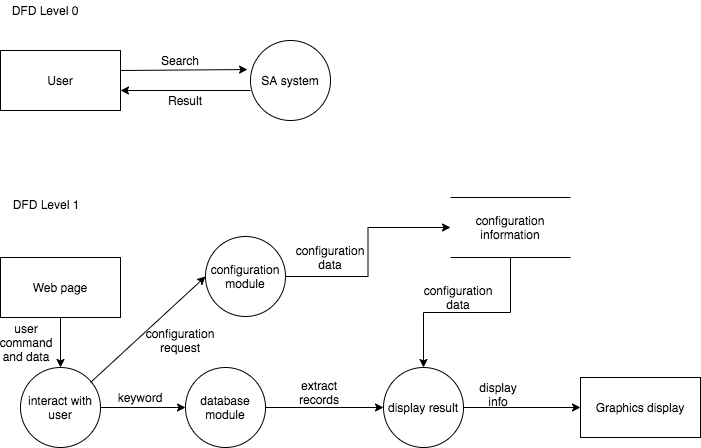 DFD Level 0
Search
User
SA system
Result
DFD Level 1
configuration
information
configuration
data
configuration
module
Web page
configuration
data
user
command
and data
configuration
request
extract
records
display
info
keyword
interact with
user
database
module
display result
Graphics display